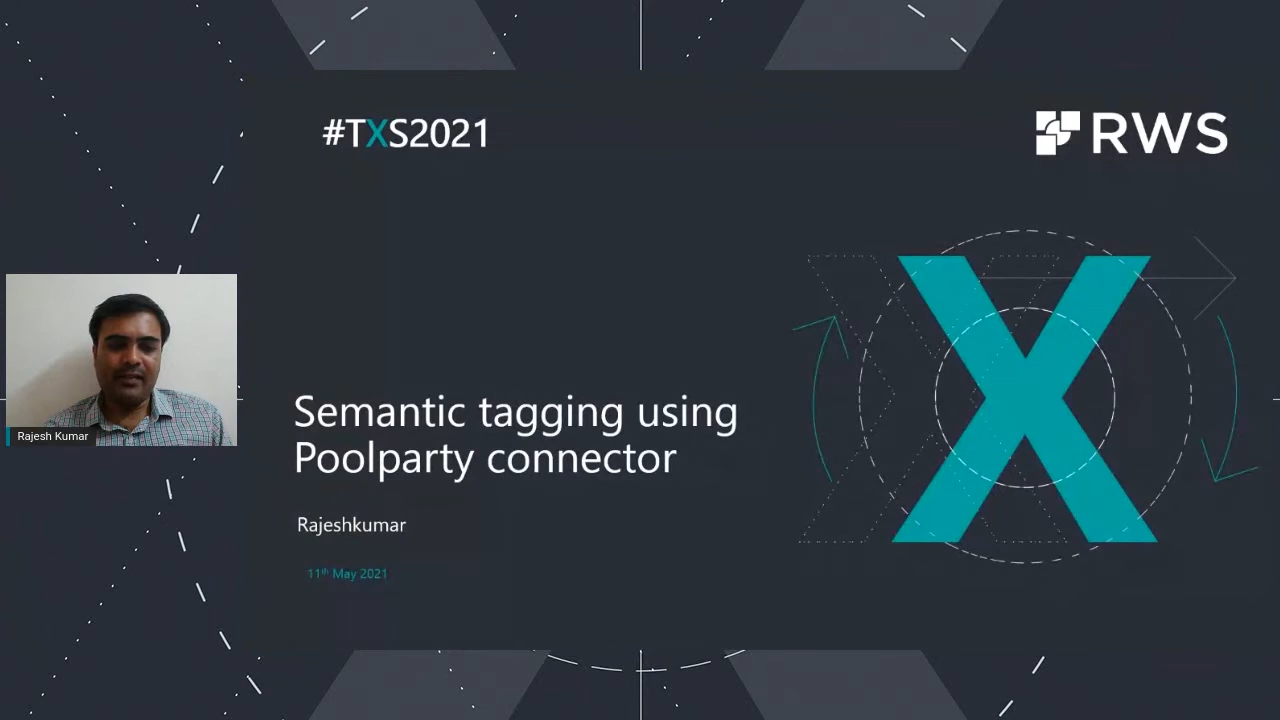 #TXS2021
RWS
Semantic tagging using
Poolparty connector
Rajeshkumar
11th May 2021
Rajesh Kumar